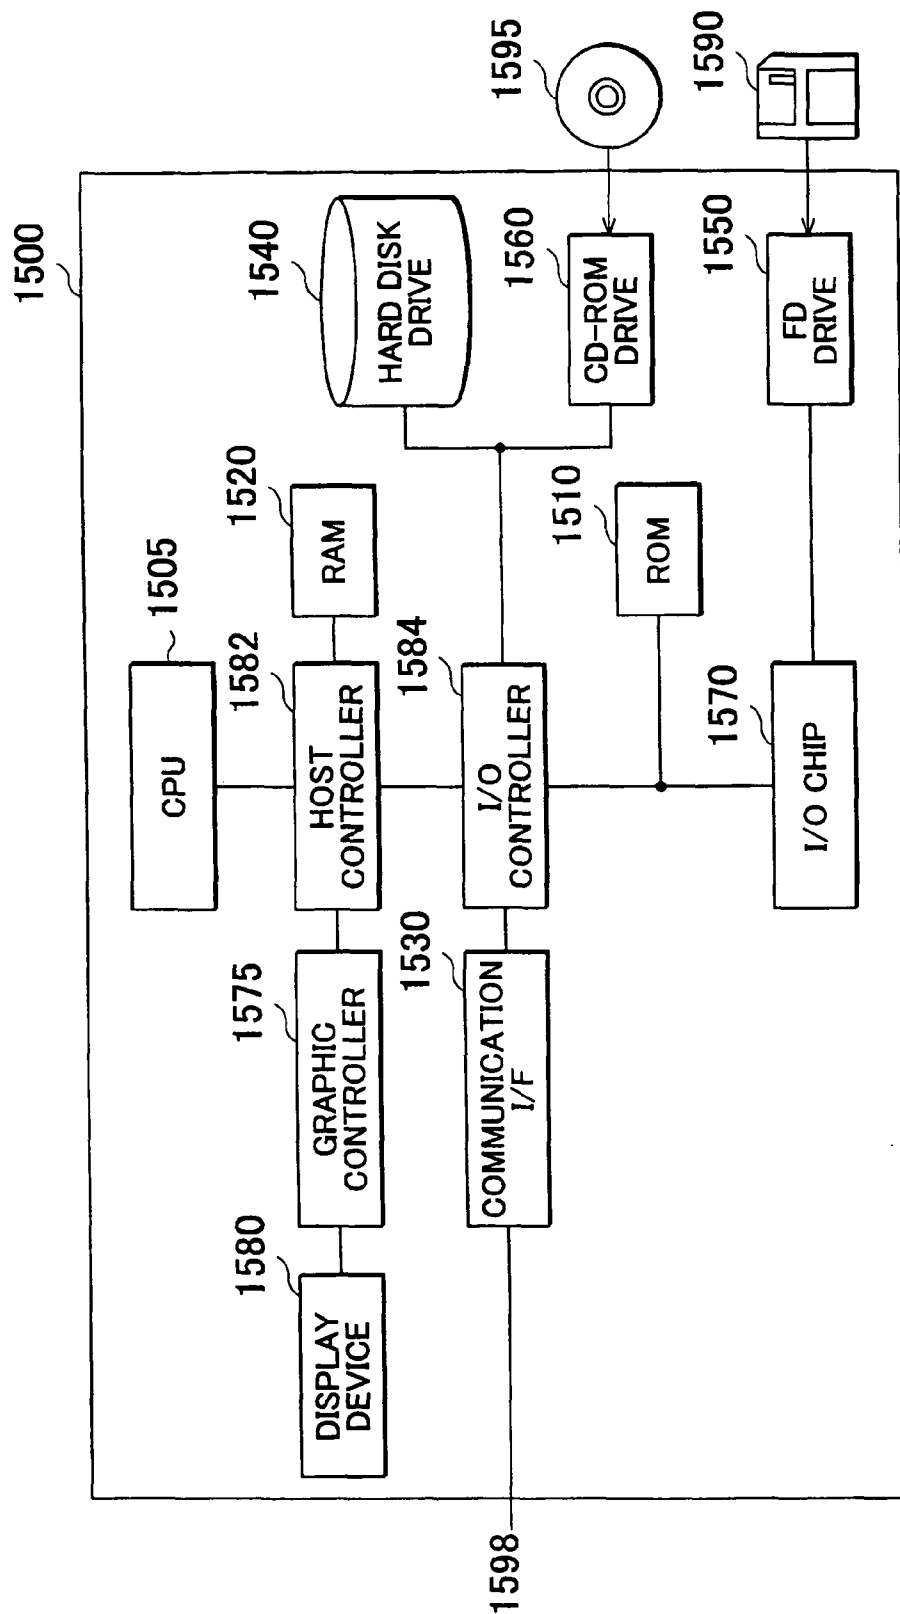 1500
1505
CPU
1580
1575
1582
1520
1540
DISPLAY
DEVICE
GRAPHIC
CONTROLLER
HOST
CONTROLLER
RAM
HARD DISK
DRIVE
1530
1584
1598
COMMUNICATION
I/F
I/O
CONTROLLER
1560
1595
CD-ROM
DRIVE
1510
ROM
1570
I/O CHIP
1550
1590
FD
DRIVE